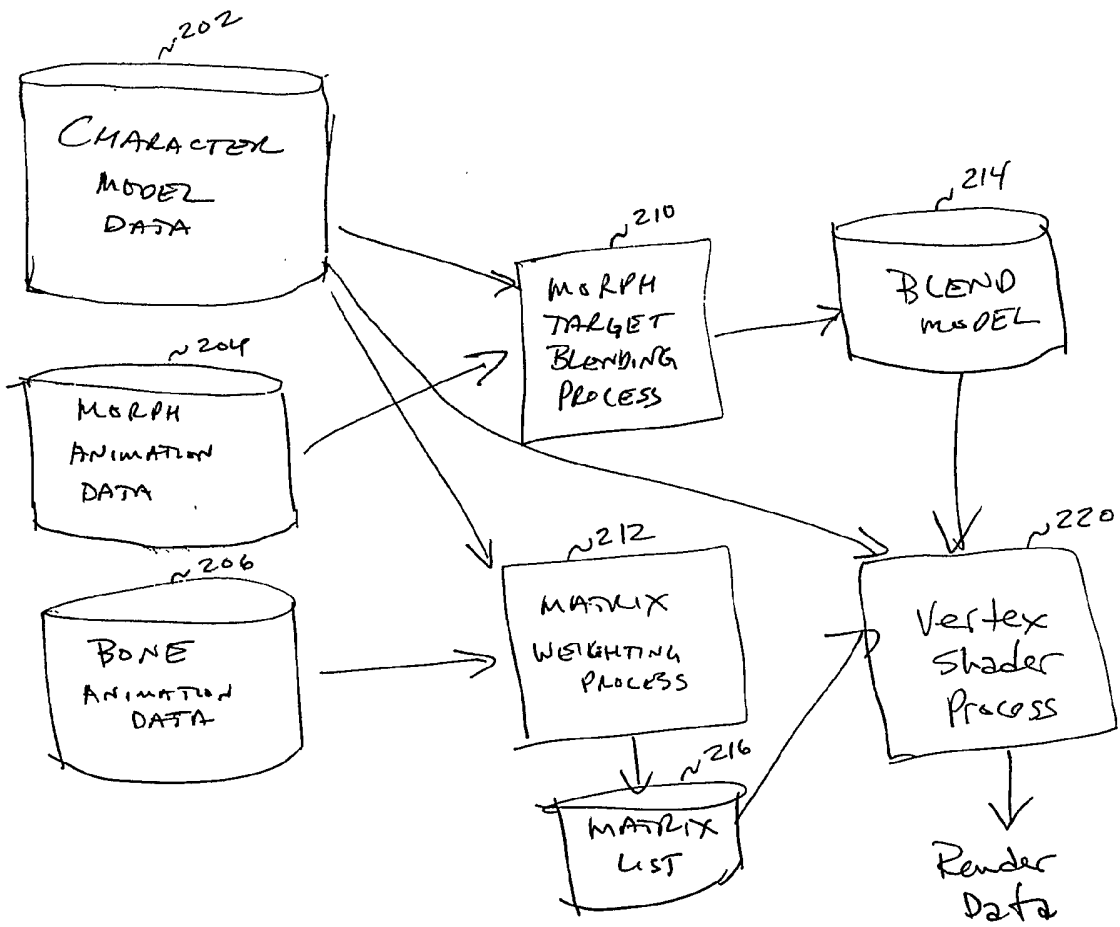 202
CHARACTER
MODEL
DATA
204
MORPH
ANIMATION
DATA
206
BONE
ANIMATION
DATA
210
MORPH
TARGET
BLENDING
PROCESS
212
MATRIX
WEIGHTING
PROCESS
216
MATRIX
LIST
214
BLEND
MODEL
220
Vertex
Shader
Process
Render
Data